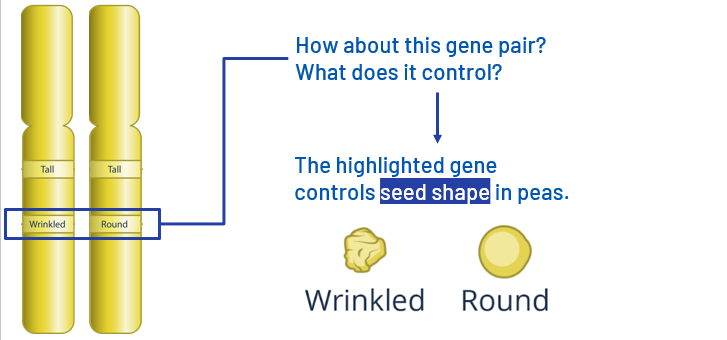 How about this gene pair?
What does it control?
The highlighted gene
controls seed shape in peas.
Tall Tall
Wrinkled Round
Wrinkled Round